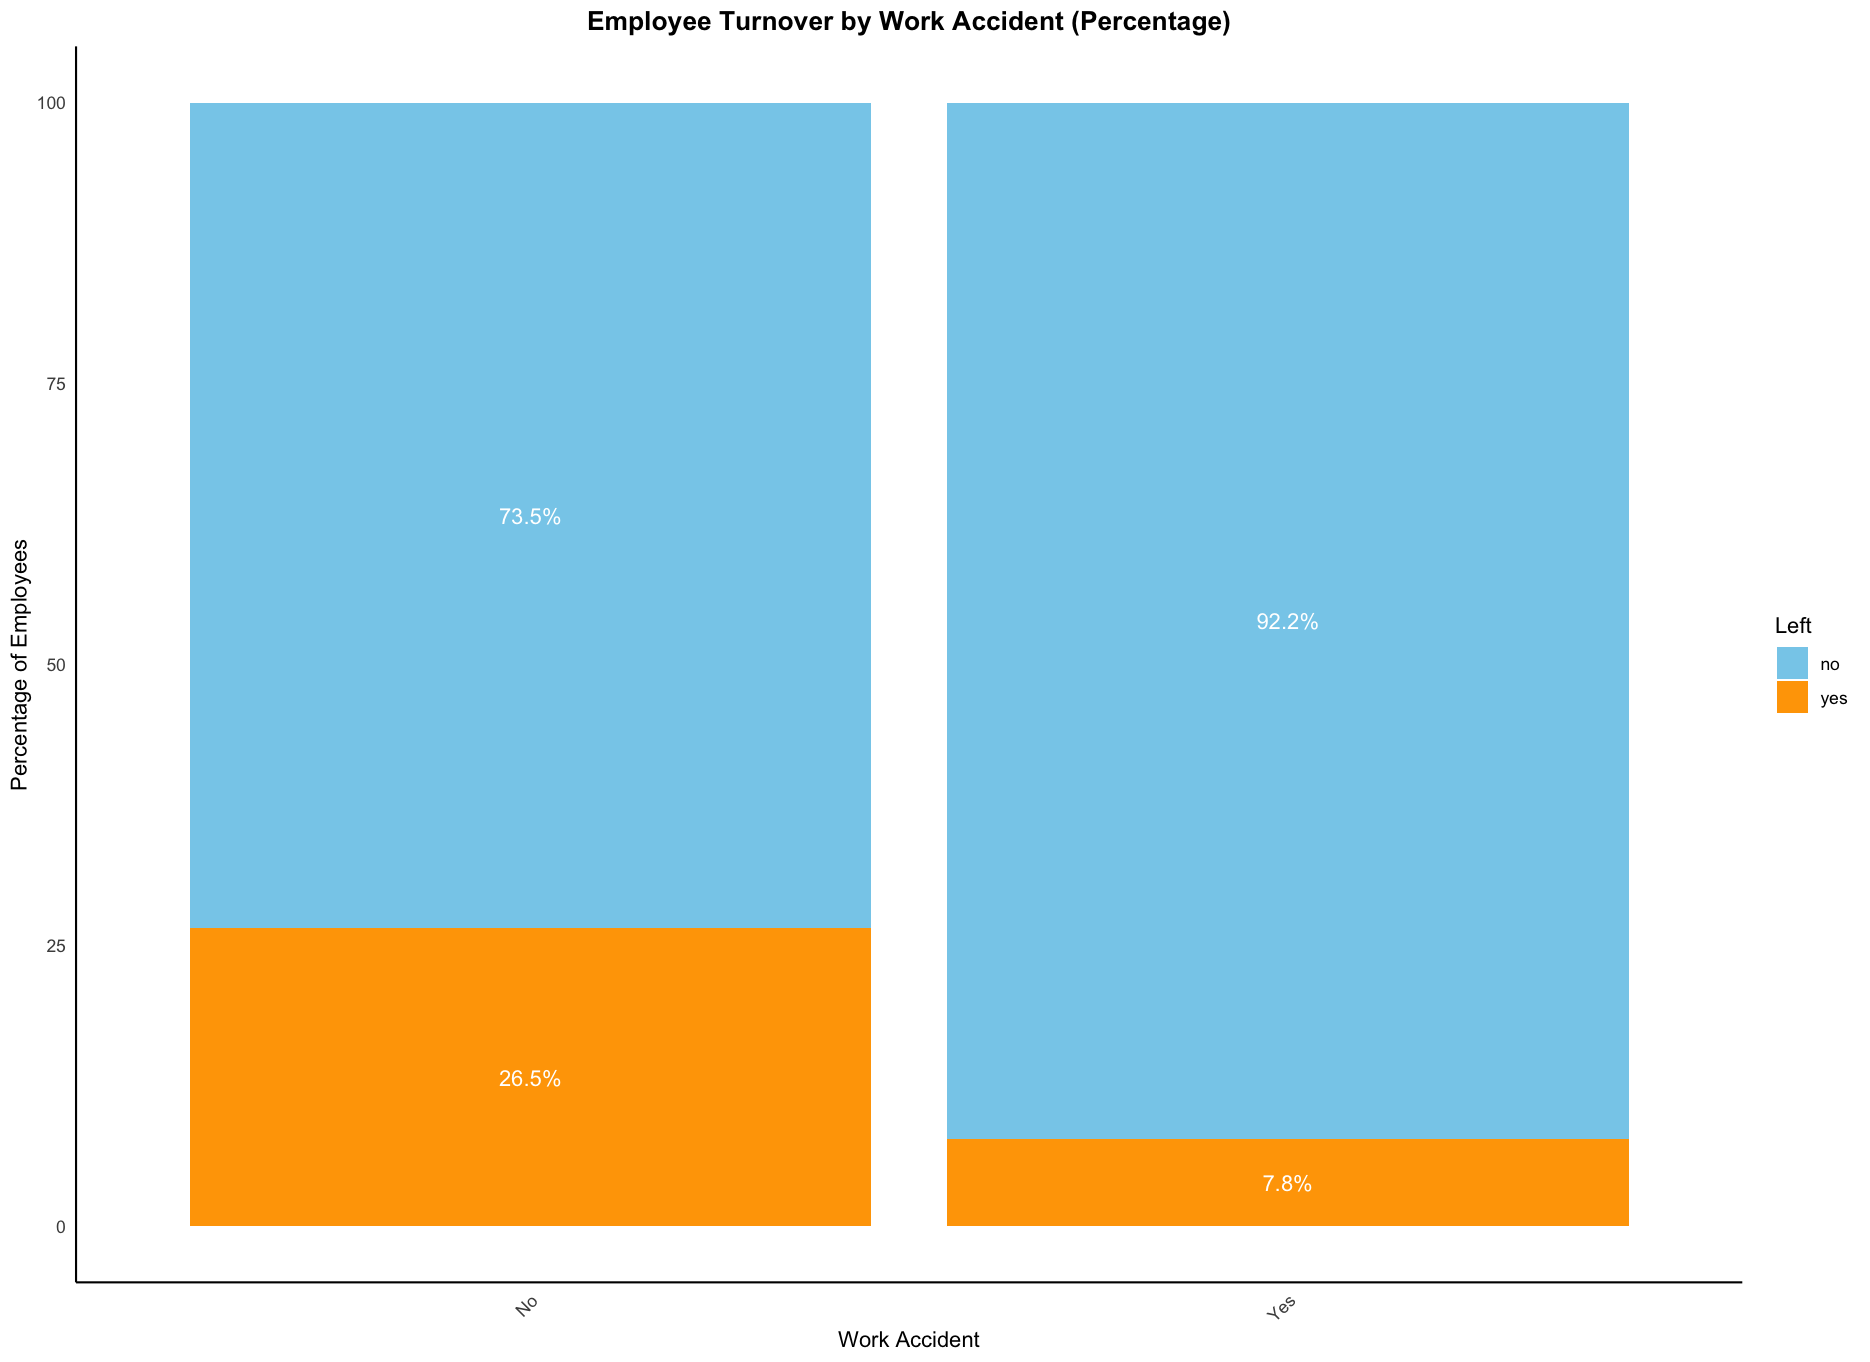 Employee Turnover by Work Accident (Percentage)
100
75
50
25
0
Percentage of Employees
73.5%
26.5%
92.2%
7.8%
No
Yes
Work Accident
Left
no
yes